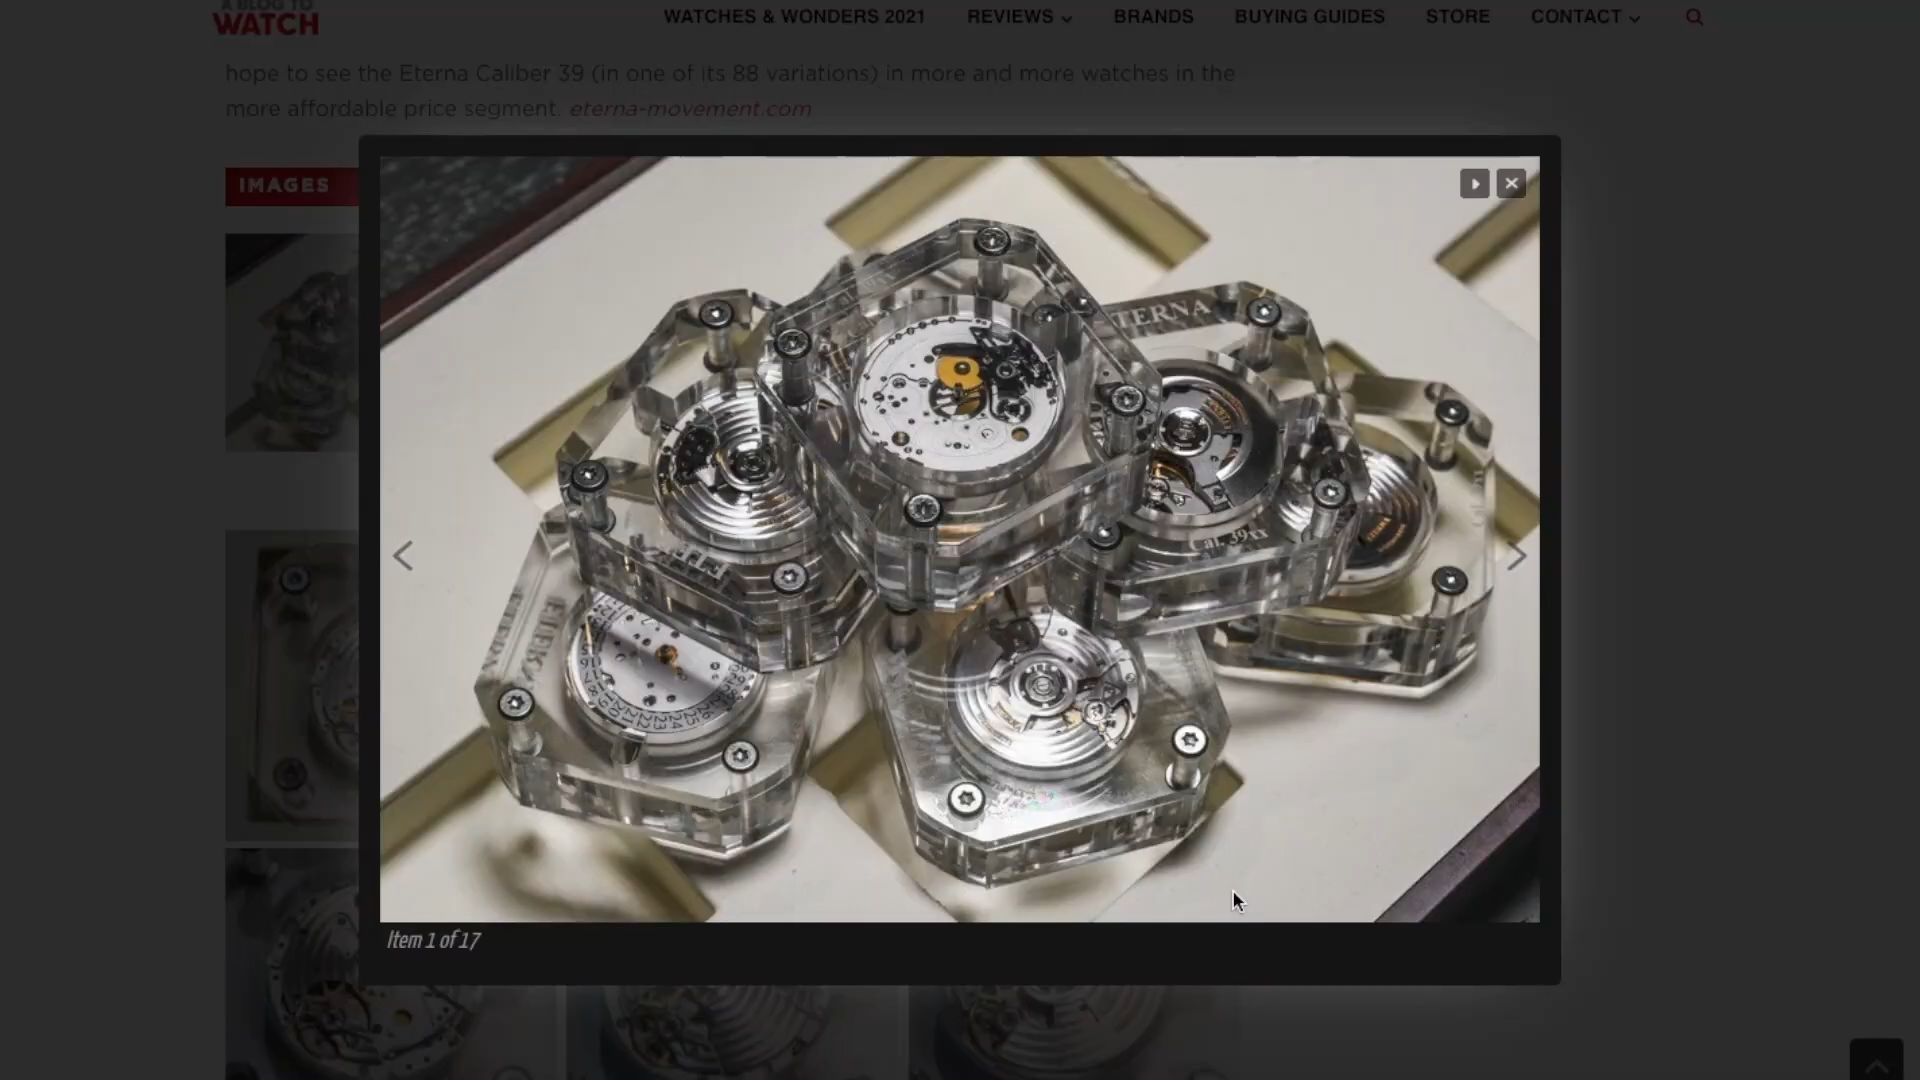 A BLOG TO
WATCH
WATCHES & WONDERS 2021
REVIEWS
BRANDS
BUYING GUIDES
STORE
CONTACT
hope to see the Eterna Caliber 39 (in one of its 88 variations) in more and more watches in the
more affordable price segment. eterna-movement.com
IMAGES
ETERNA
Cal. 39xx
Item 1 of 17